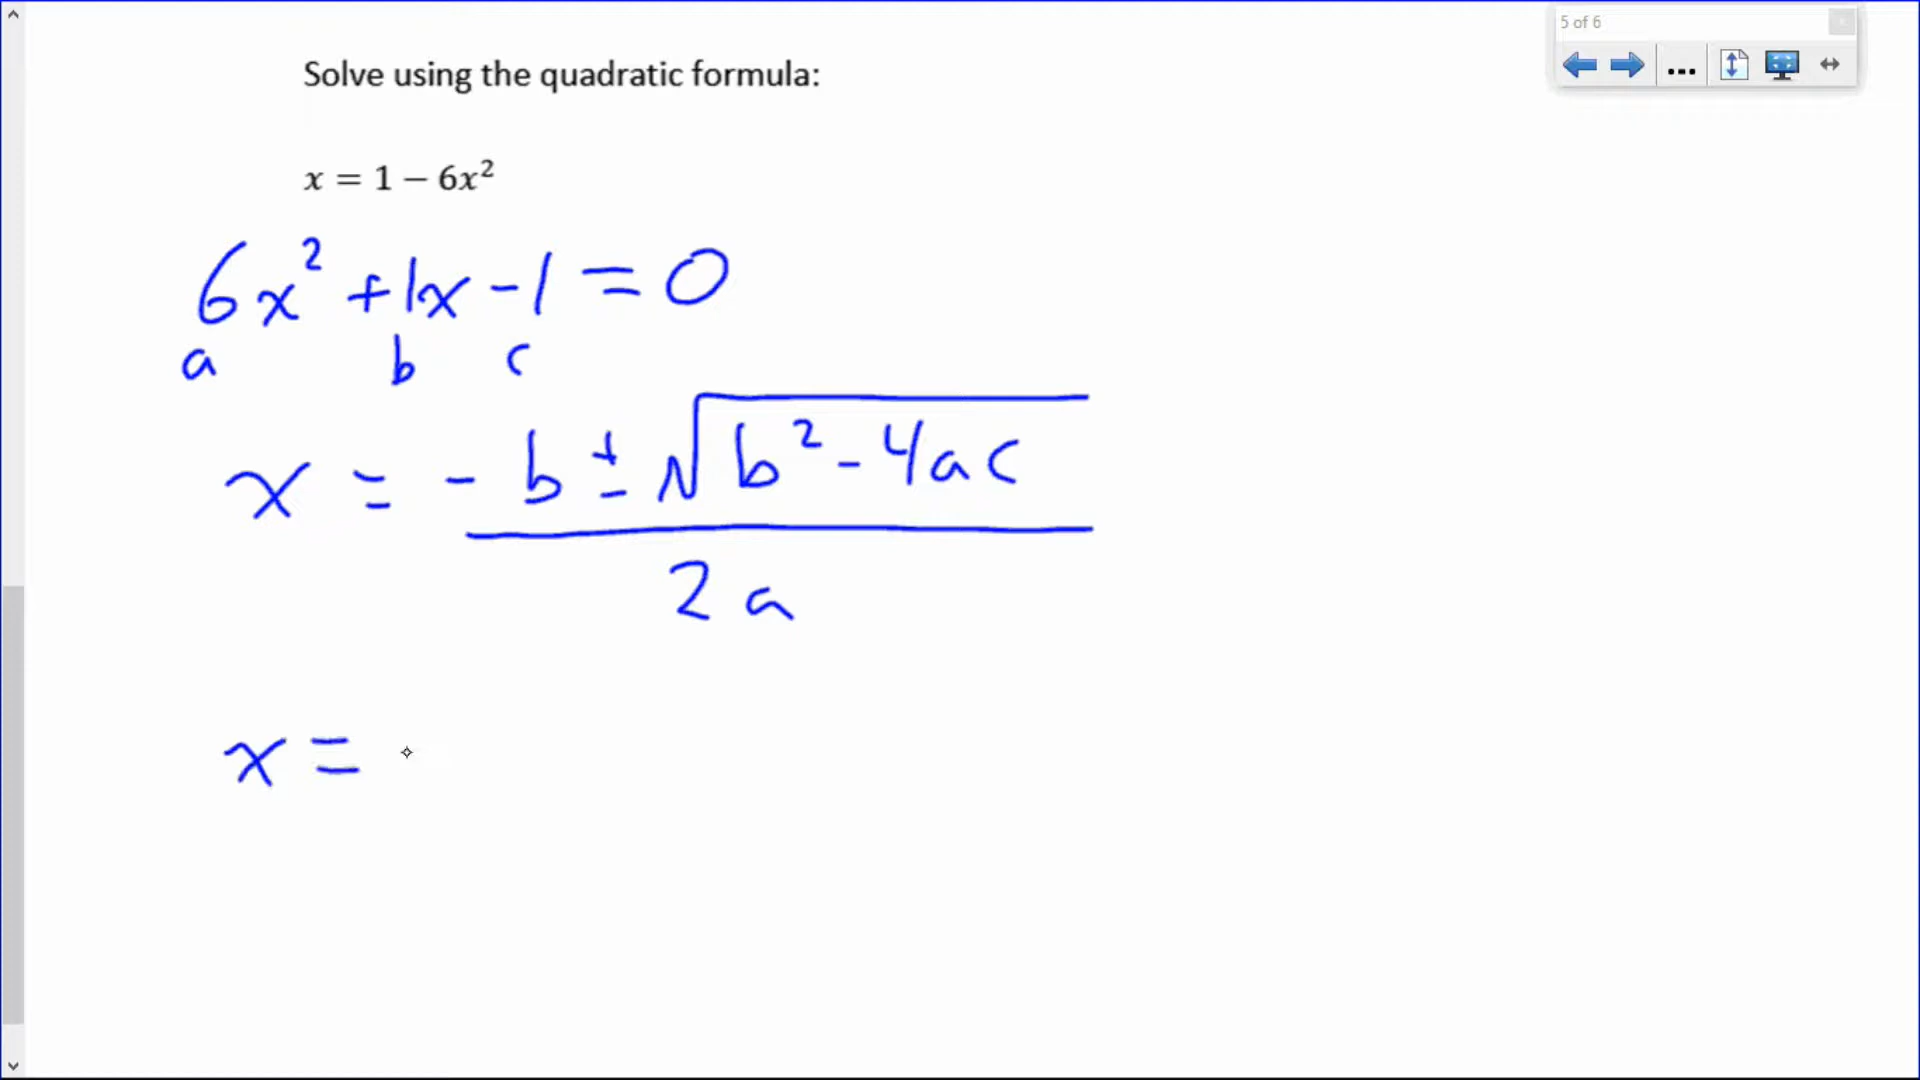 5 of 6
Solve using the quadratic formula:
x = 1 − 6x²
6x² + 1x - 1 = 0
a b c
x = - b ± √b² - 4ac
2a
x =